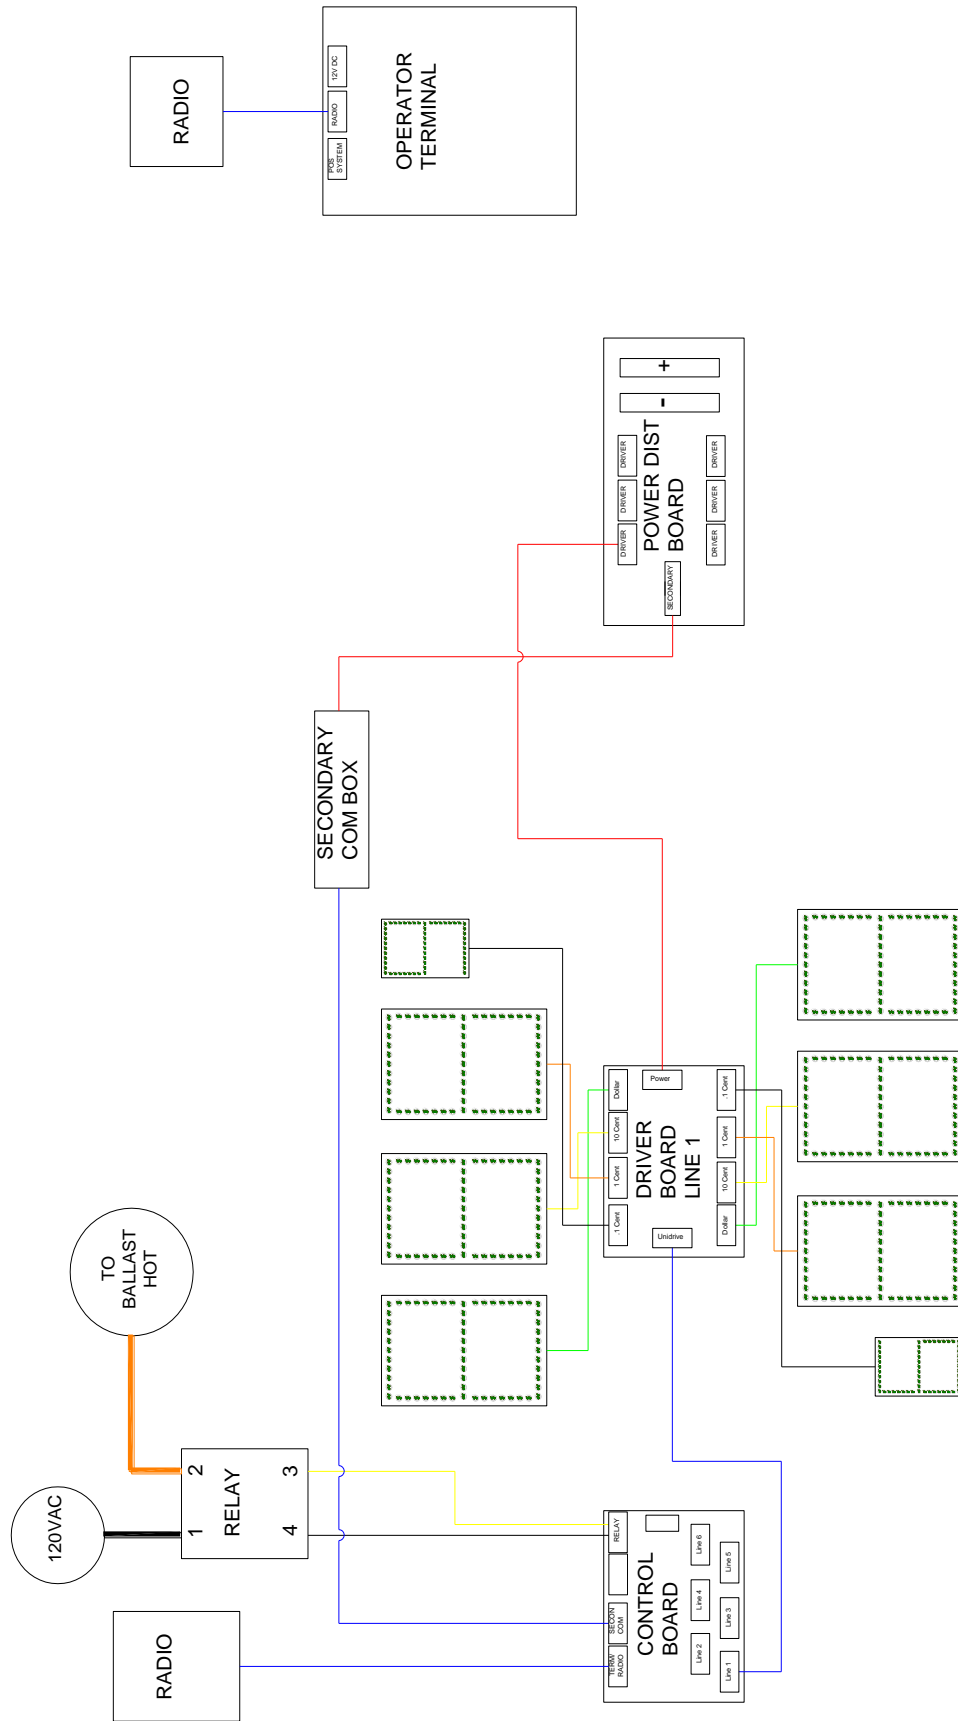 RADIO
12V DC
RADIO
POS
SYSTEM
OPERATOR
TERMINAL
+
-
DRIVER
DRIVER
DRIVER
POWER DIST
BOARD
DRIVER
DRIVER
DRIVER
SECONDARY
SECONDARY
COM BOX
Dollar
10 Cent
1 Cent
.1 Cent
Power
DRIVER
BOARD
LINE 1
Unidrive
.1 Cent
1 Cent
10 Cent
Dollar
TO
BALLAST
HOT
120VAC
2
1
RELAY
3
4
RADIO
RELAY
SECON
COM
TERM/
RADIO
CONTROL
BOARD
Line 6
Line 4
Line 2
Line 5
Line 3
Line 1